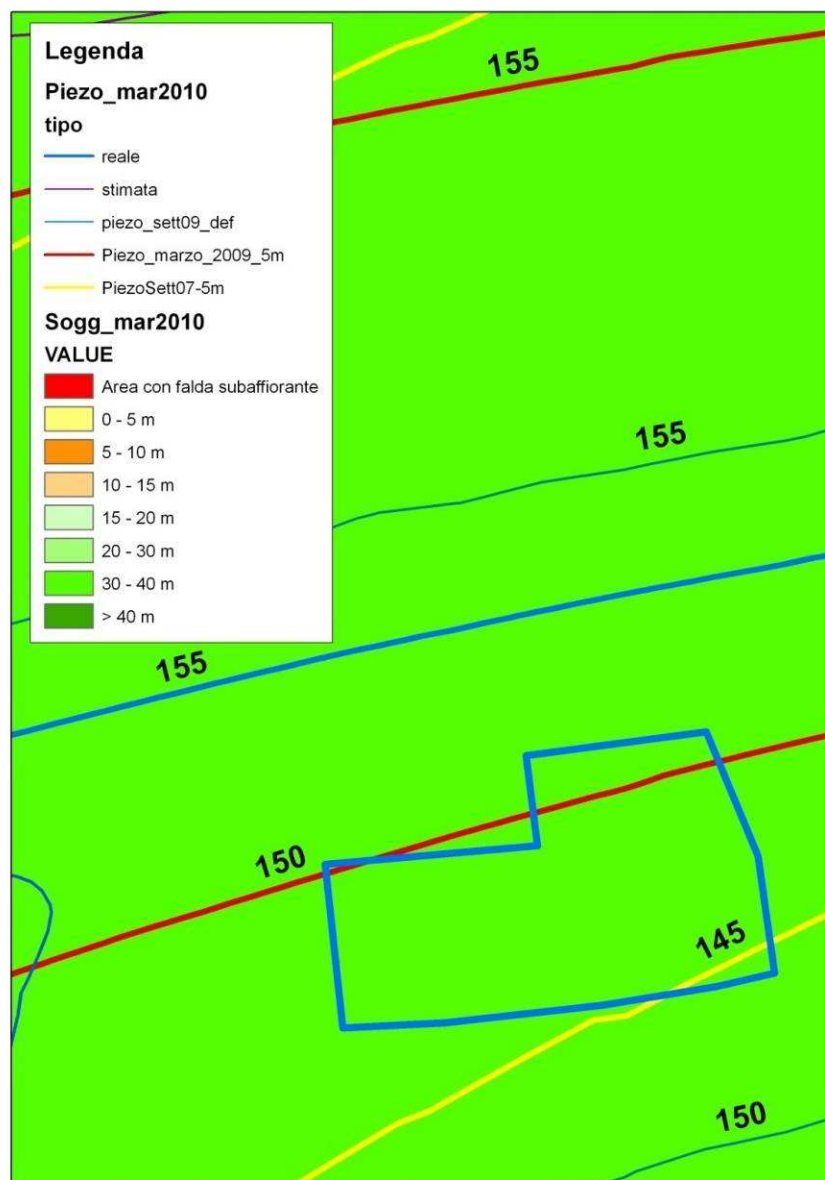 Legenda
Piezo_mar2010
tipo
reale
stimata
piezo_sett09_def
Piezo_marzo_2009_5m
PiezoSett07-5m
Sogg_mar2010
VALUE
Area con falda subaffiorante
0 - 5 m
5 - 10 m
10 - 15 m
15 - 20 m
20 - 30 m
30 - 40 m
> 40 m
155
155
155
150
145
150